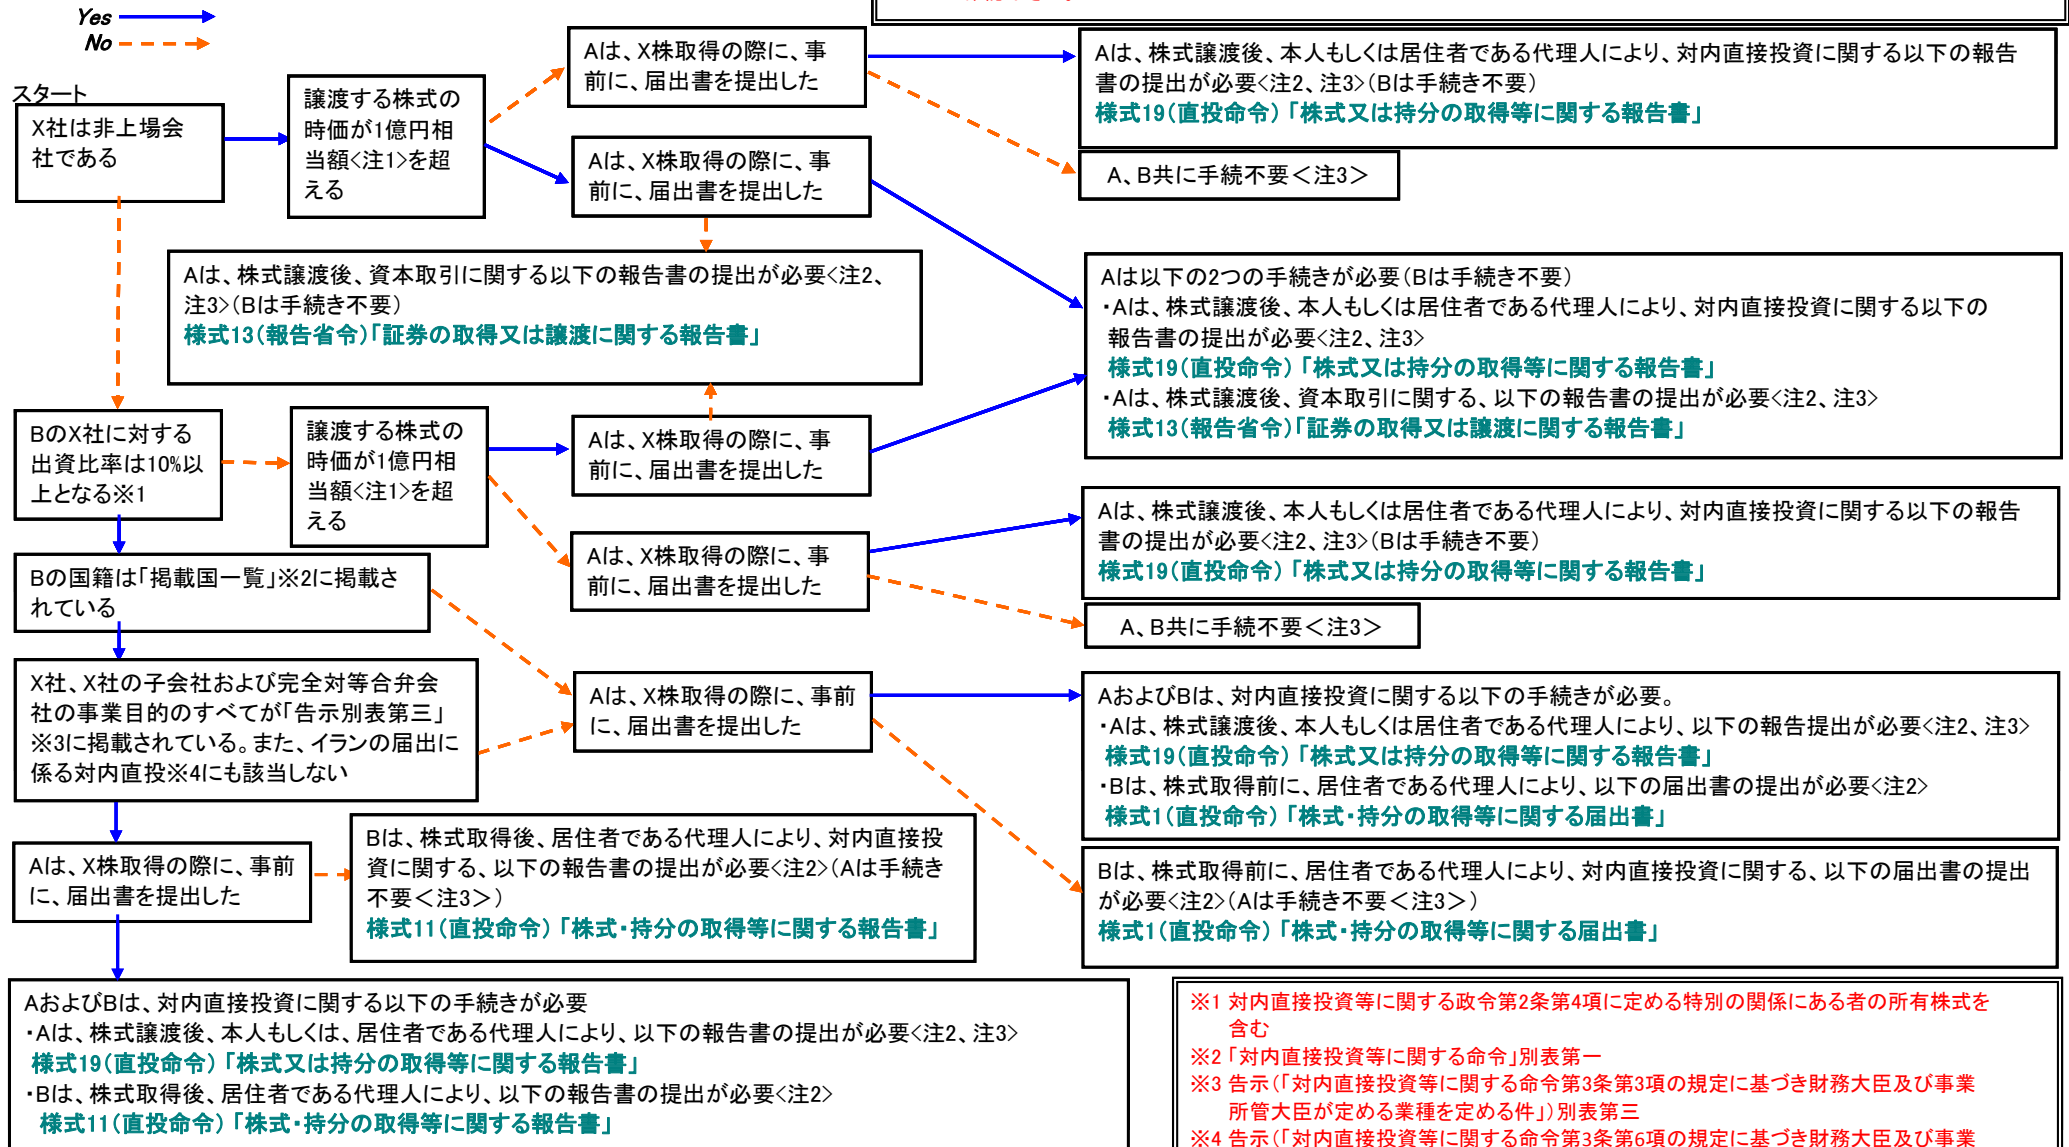 Yes
No
スタート
X社は非上場会
社である
譲渡する株式の
時価が1億円相
当額<注1>を超
える
Aは、X株取得の際に、事
前に、届出書を提出した
Aは、株式譲渡後、本人もしくは居住者である代理人により、対内直接投資に関する以下の報告
書の提出が必要<注2、注3>(Bは手続き不要)
様式19(直投命令)「株式又は持分の取得等に関する報告書」
A、B共に手続不要<注3>
Aは、X株取得の際に、事
前に、届出書を提出した
Aは、株式譲渡後、資本取引に関する以下の報告書の提出が必要<注2、
注3>(Bは手続き不要)
様式13(報告省令)「証券の取得又は譲渡に関する報告書」
Aは以下の2つの手続きが必要(Bは手続き不要)
・Aは、株式譲渡後、本人もしくは居住者である代理人により、対内直接投資に関する以下の
報告書の提出が必要<注2、注3>
様式19(直投命令)「株式又は持分の取得等に関する報告書」
・Aは、株式譲渡後、資本取引に関する、以下の報告書の提出が必要<注2、注3>
様式13(報告省令)「証券の取得又は譲渡に関する報告書」
BのX社に対する
出資比率は10%以
上となる※1
譲渡する株式の
時価が1億円相
当額<注1>を超
える
Aは、X株取得の際に、事
前に、届出書を提出した
Aは、X株取得の際に、事
前に、届出書を提出した
Aは、株式譲渡後、本人もしくは居住者である代理人により、対内直接投資に関する以下の報告
書の提出が必要<注2、注3>(Bは手続き不要)
様式19(直投命令)「株式又は持分の取得等に関する報告書」
A、B共に手続不要<注3>
Bの国籍は「掲載国一覧」※2に掲載さ
れている
X社、X社の子会社および完全対等合弁会
社の事業目的のすべてが「告示別表第三」
※3に掲載されている。また、イランの届出に
係る対内直投※4にも該当しない
Aは、X株取得の際に、事前
に、届出書を提出した
AおよびBは、対内直接投資に関する以下の手続きが必要。
・Aは、株式譲渡後、本人もしくは居住者である代理人により、以下の報告提出が必要<注2、注3>
様式19(直投命令)「株式又は持分の取得等に関する報告書」
・Bは、株式取得前に、居住者である代理人により、以下の届出書の提出が必要<注2>
様式1(直投命令)「株式・持分の取得等に関する届出書」
Aは、X株取得の際に、事前
に、届出書を提出した
Bは、株式取得後、居住者である代理人により、対内直接投
資に関する、以下の報告書の提出が必要<注2>(Aは手続き
不要<注3>)
様式11(直投命令)「株式・持分の取得等に関する報告書」
Bは、株式取得前に、居住者である代理人により、対内直接投資に関する、以下の届出書の提出
が必要<注2>(Aは手続き不要<注3>)
様式1(直投命令)「株式・持分の取得等に関する届出書」
AおよびBは、対内直接投資に関する以下の手続きが必要
・Aは、株式譲渡後、本人もしくは、居住者である代理人により、以下の報告書の提出が必要<注2、注3>
様式19(直投命令)「株式又は持分の取得等に関する報告書」
・Bは、株式取得後、居住者である代理人により、以下の報告書の提出が必要<注2>
様式11(直投命令)「株式・持分の取得等に関する報告書」
※1 対内直接投資等に関する政令第2条第4項に定める特別の関係にある者の所有株式を
含む
※2「対内直接投資等に関する命令」別表第一
※3 告示(「対内直接投資等に関する命令第3条第3項の規定に基づき財務大臣及び事業
所管大臣が定める業種を定める件」)別表第三
※4 告示(「対内直接投資等に関する命令第3条第6項の規定に基づき財務大臣及び事業